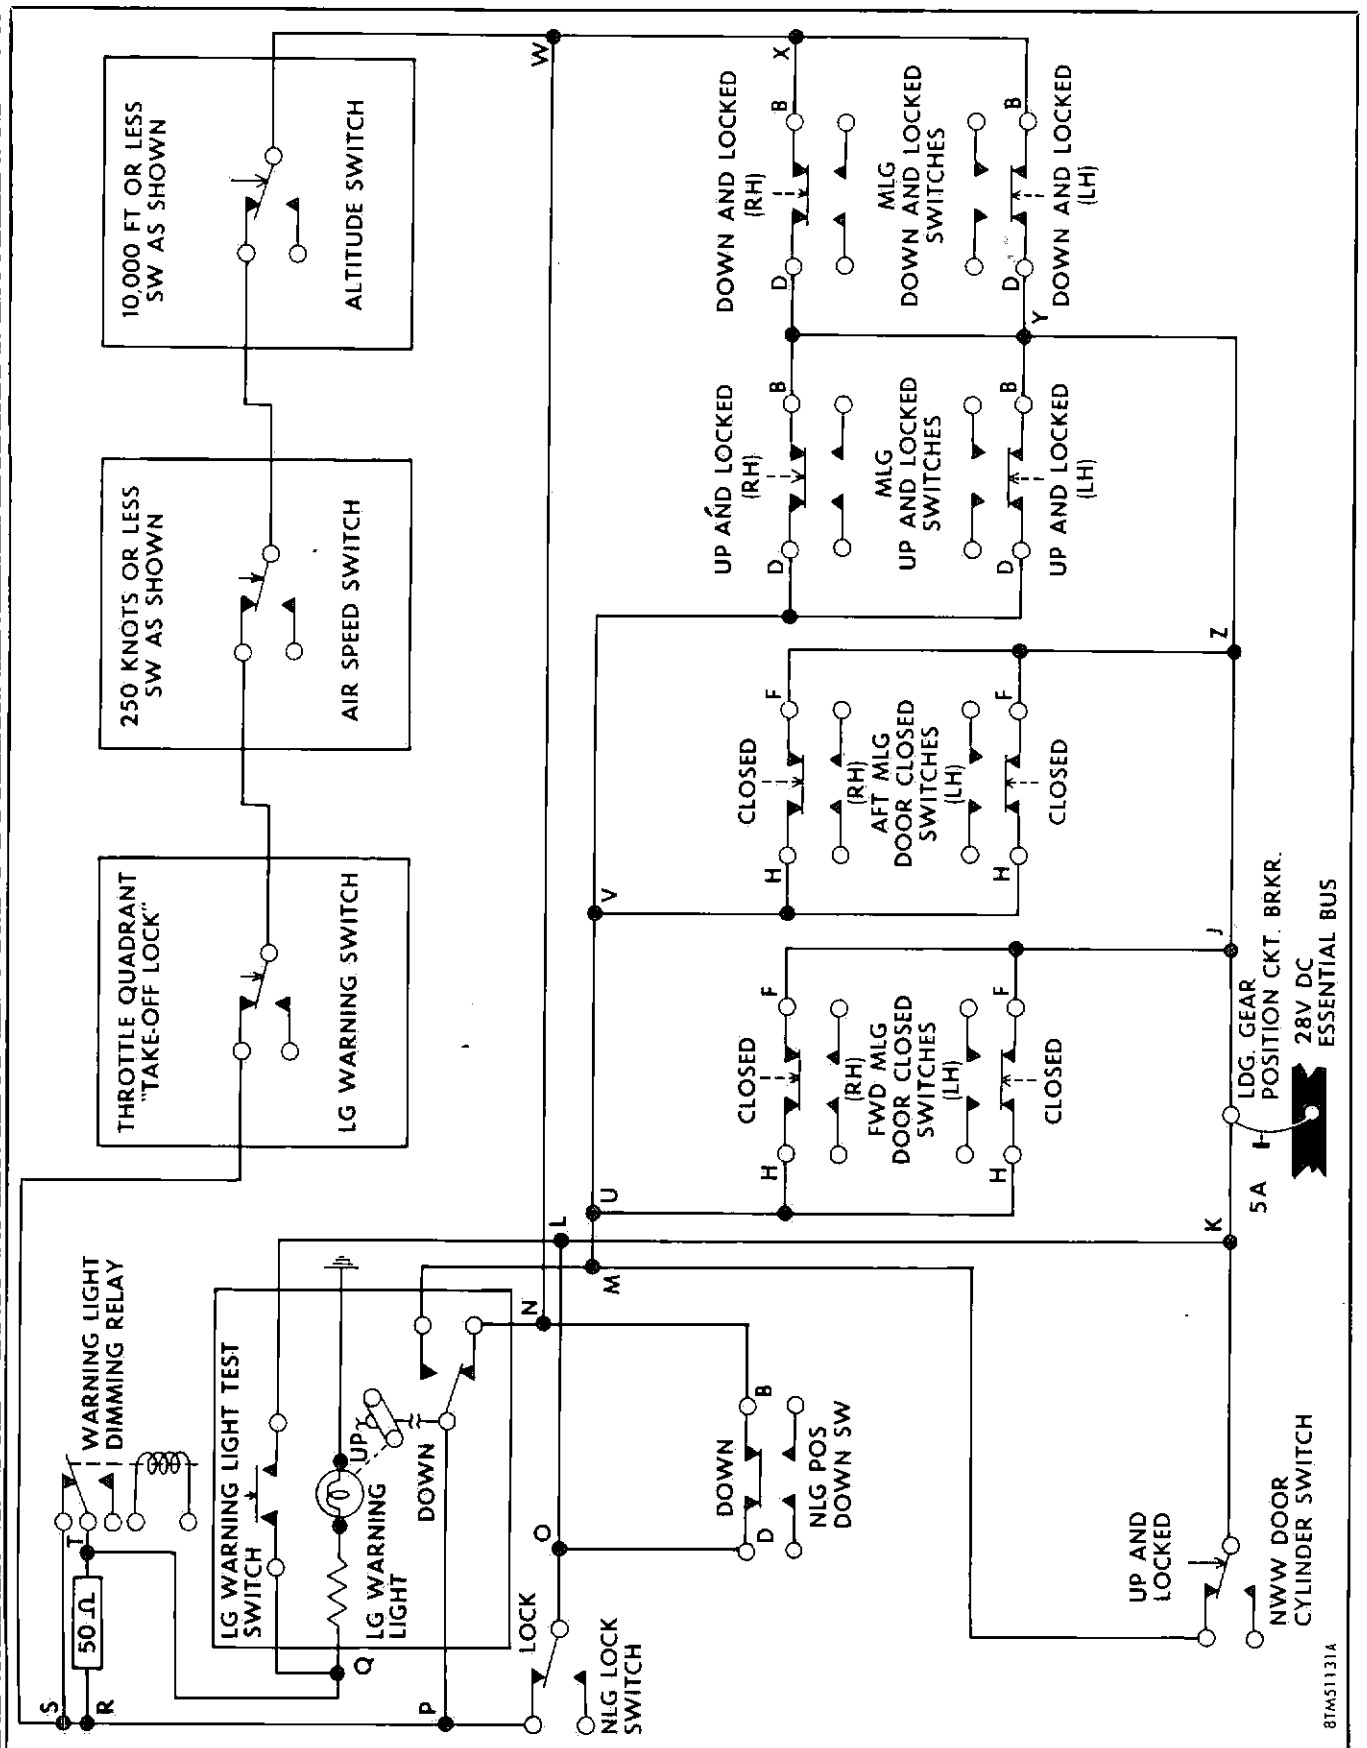 WARNING LIGHT
DIMMING RELAY
S
R
T
50 Ω
THROTTLE QUADRANT
"TAKE-OFF LOCK"
LG WARNING SWITCH
250 KNOTS OR LESS
SW AS SHOWN
AIR SPEED SWITCH
10,000 FT OR LESS
SW AS SHOWN
ALTITUDE SWITCH
LG WARNING LIGHT TEST
SWITCH
LG WARNING
LIGHT
UP
DOWN
Q
P
N
L
M
O
LOCK
NLG LOCK
SWITCH
DOWN
D
B
NLG POS
DOWN SW
U
V
W
X
CLOSED
H
F
(RH)
FWD MLG
DOOR CLOSED
SWITCHES
(LH)
H
F
CLOSED
CLOSED
H
F
(RH)
AFT MLG
DOOR CLOSED
SWITCHES
(LH)
H
F
CLOSED
UP AND LOCKED
(RH)
D
B
MLG
UP AND LOCKED
SWITCHES
D
B
UP AND LOCKED
(LH)
DOWN AND LOCKED
(RH)
D
B
MLG
DOWN AND LOCKED
SWITCHES
D
B
DOWN AND LOCKED
(LH)
Y
Z
J
K
UP AND
LOCKED
NWW DOOR
CYLINDER SWITCH
5A
LDG. GEAR
POSITION CKT. BRKR.
28V DC
ESSENTIAL BUS
8TM51131A